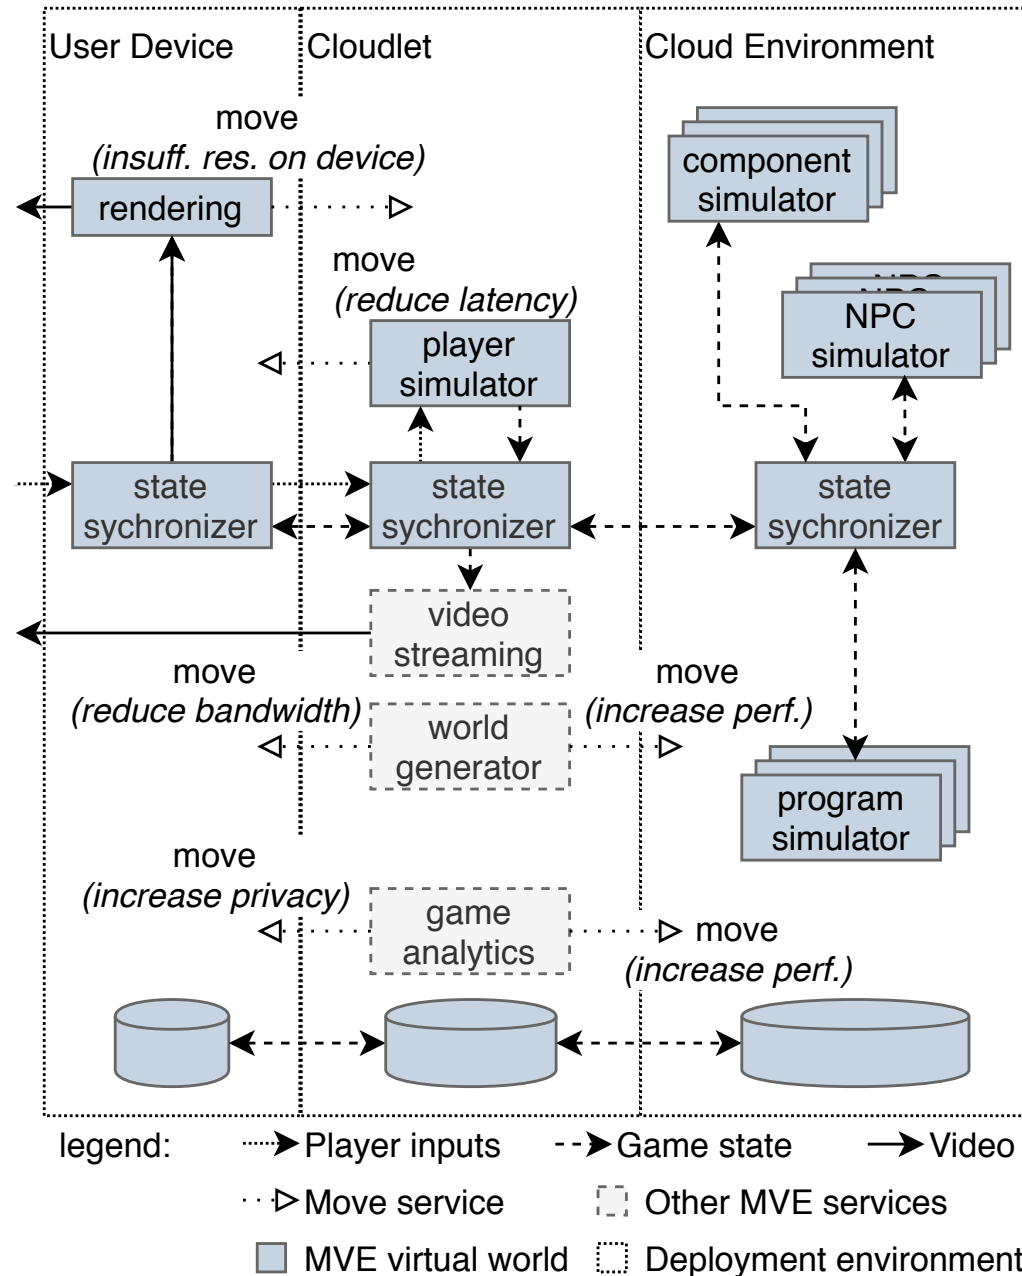 User Device
Cloudlet
Cloud Environment
move
(insuff. res. on device)
rendering
component
simulator
move
(reduce latency)
player
simulator
NPC
NPC
NPC
simulator
state
sychronizer
state
sychronizer
state
sychronizer
video
streaming
move
(reduce bandwidth)
move
(increase perf.)
world
generator
program
simulator
move
(increase privacy)
game
analytics
move
(increase perf.)
legend:
Player inputs
Game state
Video
Move service
Other MVE services
MVE virtual world
Deployment environment